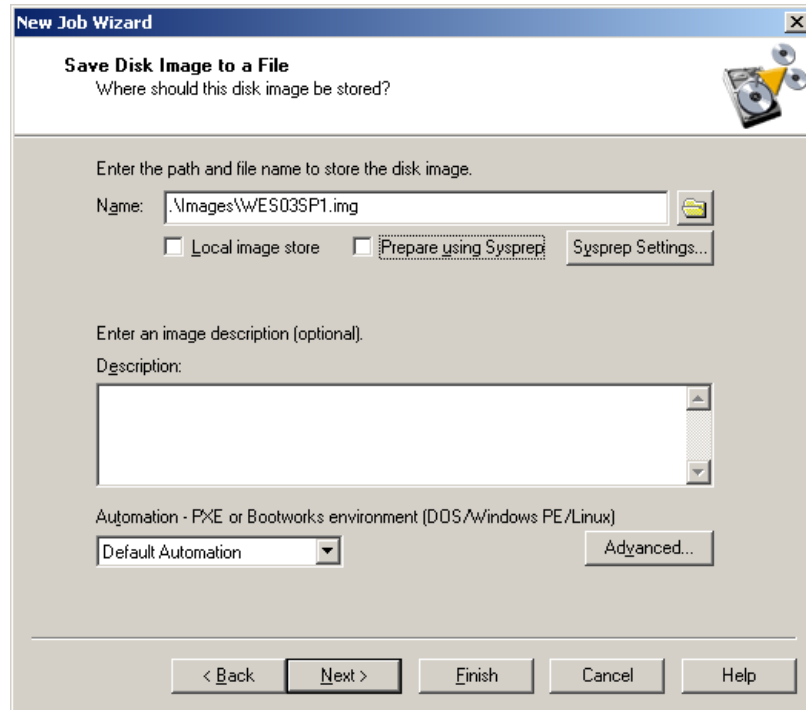 New Job Wizard
Save Disk Image to a File
Where should this disk image be stored?
Enter the path and file name to store the disk image.
Name: .\Images\WES03SP1.img
Local image store Prepare using Sysprep Sysprep Settings...
Enter an image description (optional).
Description:
Automation - PXE or Bootworks environment (DOS/Windows PE/Linux)
Default Automation Advanced...
< Back Next > Finish Cancel Help